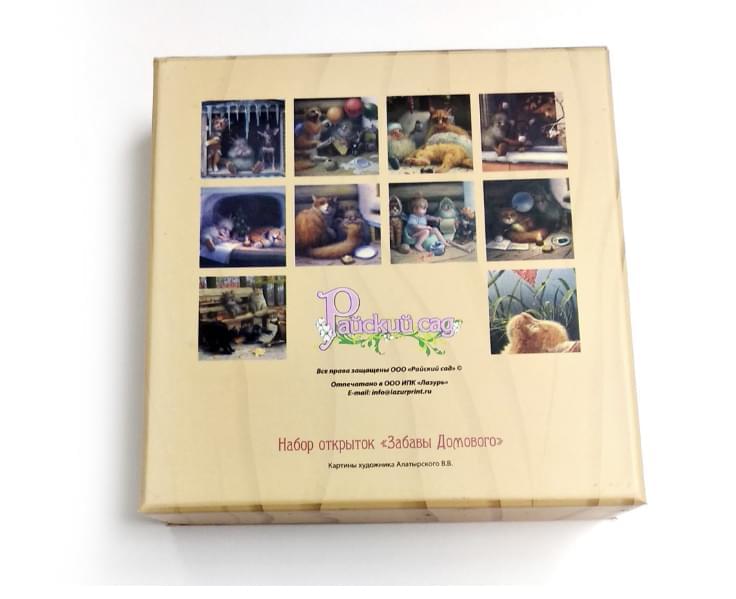 Райский сад
Все права защищены ООО «Райский сад» ©
Отпечатано в ООО ИПК «Лазурь»
E-mail: info@lazurprint.ru
Набор открыток «Забавы Домового»
Картины художника Алатырского В.В.